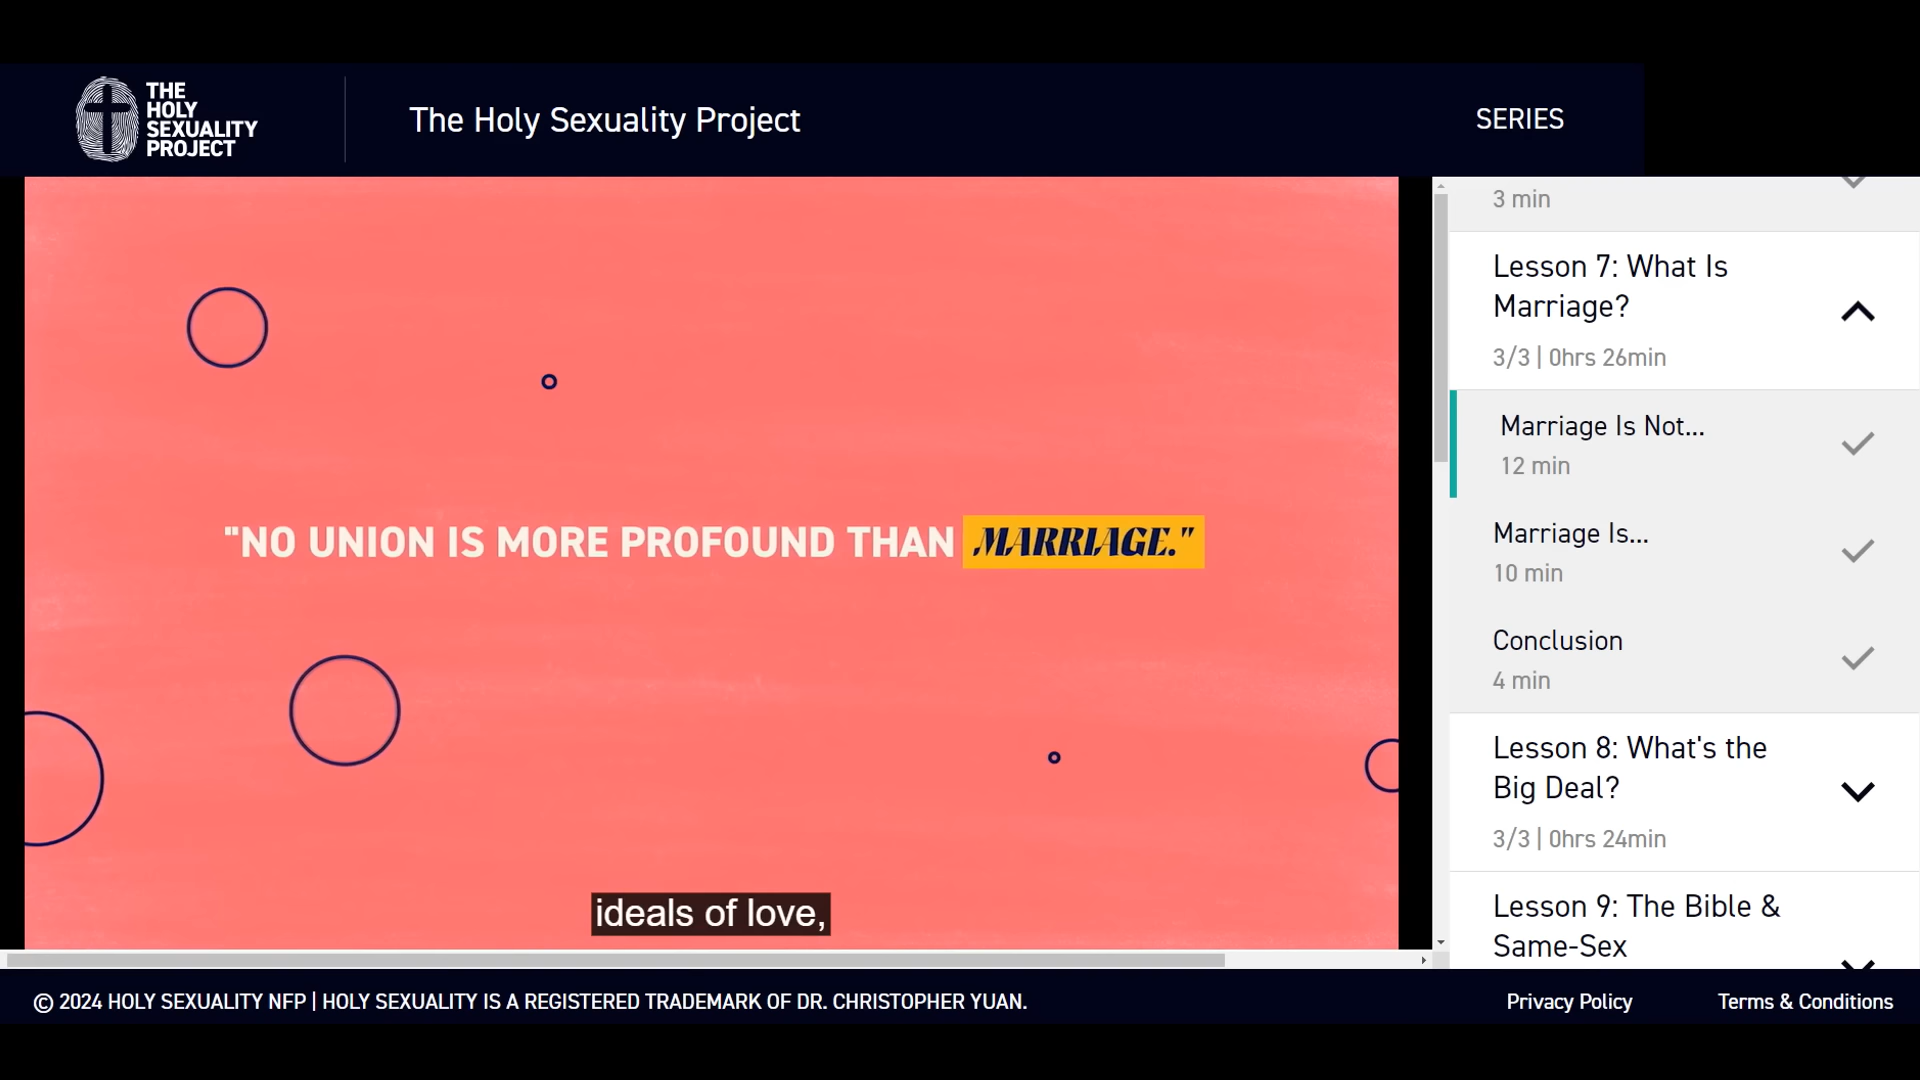 THE
HOLY
SEXUALITY
PROJECT
The Holy Sexuality Project
SERIES
"NO UNION IS MORE PROFOUND THAN MARRIAGE."
ideals of love,
3 min
Lesson 7: What Is
Marriage?
3/3 | 0hrs 26min
Marriage Is Not...
12 min
Marriage Is...
10 min
Conclusion
4 min
Lesson 8: What's the
Big Deal?
3/3 | 0hrs 24min
Lesson 9: The Bible &
Same-Sex
© 2024 HOLY SEXUALITY NFP | HOLY SEXUALITY IS A REGISTERED TRADEMARK OF DR. CHRISTOPHER YUAN.
Privacy Policy
Terms & Conditions